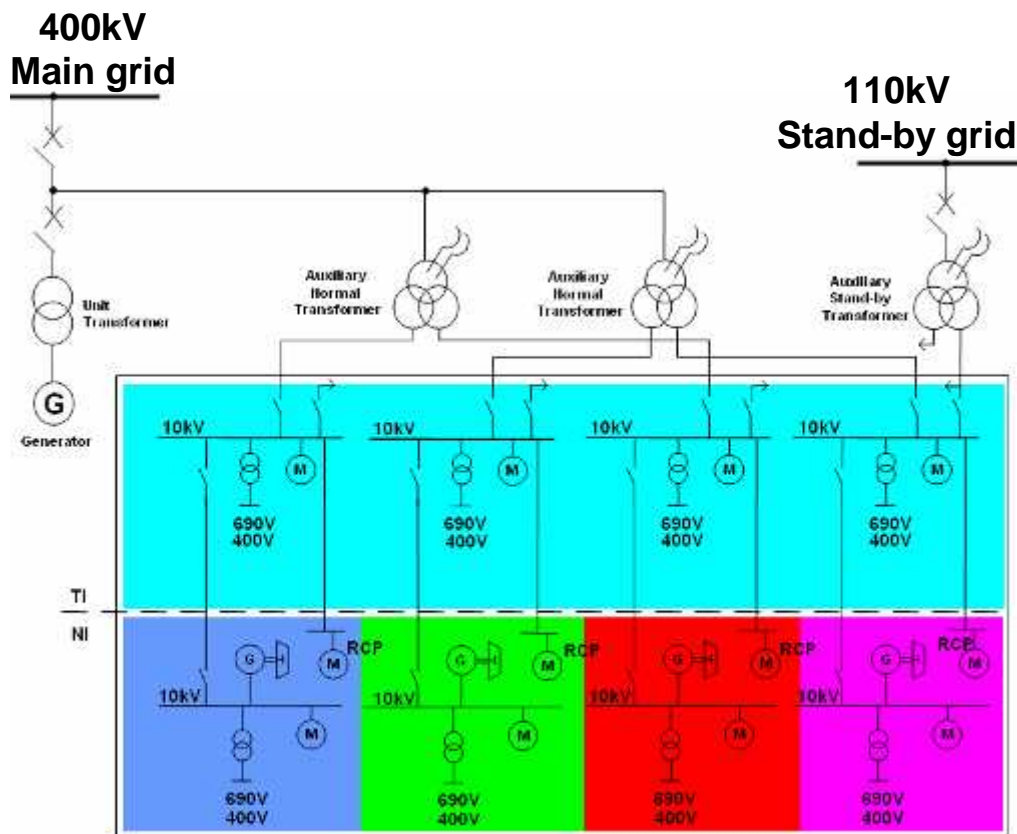 400kV
Main grid
110kV
Stand-by grid
Auxiliary
Normal
Transformer
Auxiliary
Normal
Transformer
Auxiliary
Stand-by
Transformer
Unit
Transformer
G
Generator
10kV
10kV
10kV
10kV
M
M
M
M
690V
400V
690V
400V
690V
400V
690V
400V
TI
NI
G
RCP
M
G
RCP
M
G
RCP
M
G
RCP
M
10kV
10kV
10kV
10kV
M
M
M
M
690V
400V
690V
400V
690V
400V
690V
400V